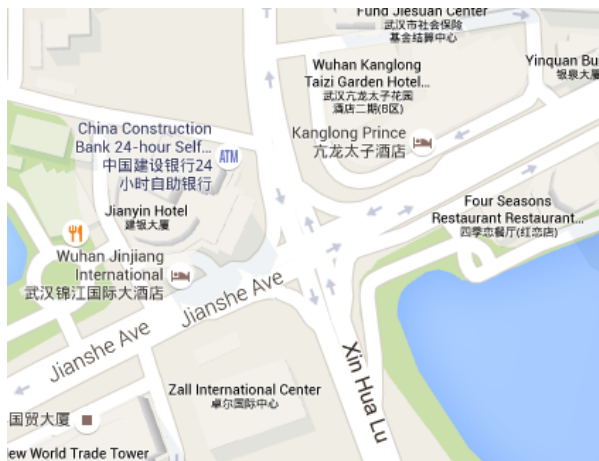 Fund Jiesuan Center
武汉市社会保险
基金结算中心
Wuhan Kanglong
Taizi Garden Hotel...
武汉亢龙太子花园
酒店二期(B区)
Yinquan Bu
银泉大厦
China Construction
Bank 24-hour Self...
中国建设银行24
小时自助银行
ATM
Kanglong Prince
亢龙太子酒店
Jianyin Hotel
建银大厦
Four Seasons
Restaurant Restaurant...
四季恋餐厅(红恋店)
Wuhan Jinjiang
International
武汉锦江国际大酒店
Jianshe Ave
Jianshe Ave
Xin Hua Lu
Zall International Center
卓尔国际中心
国贸大厦
ew World Trade Tower